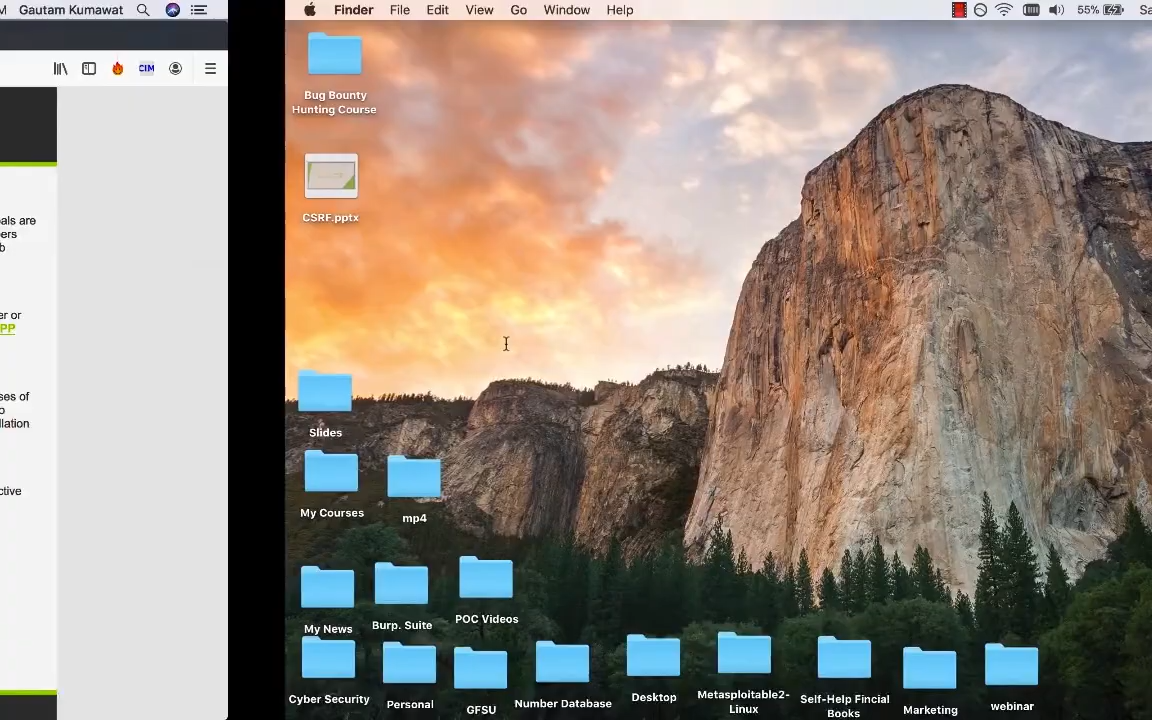 Gautam Kumawat
Finder File Edit View Go Window Help
55%
CIM
Bug Bounty
Hunting Course
CSRF.pptx
als are
ers
b
er or
PP
ses of
o
llation
ctive
Slides
My Courses
mp4
My News
Burp. Suite
POC Videos
Cyber Security
Personal
GFSU
Number Database
Desktop
Metasploitable2-
Linux
Self-Help Fincial
Books
Marketing
webinar